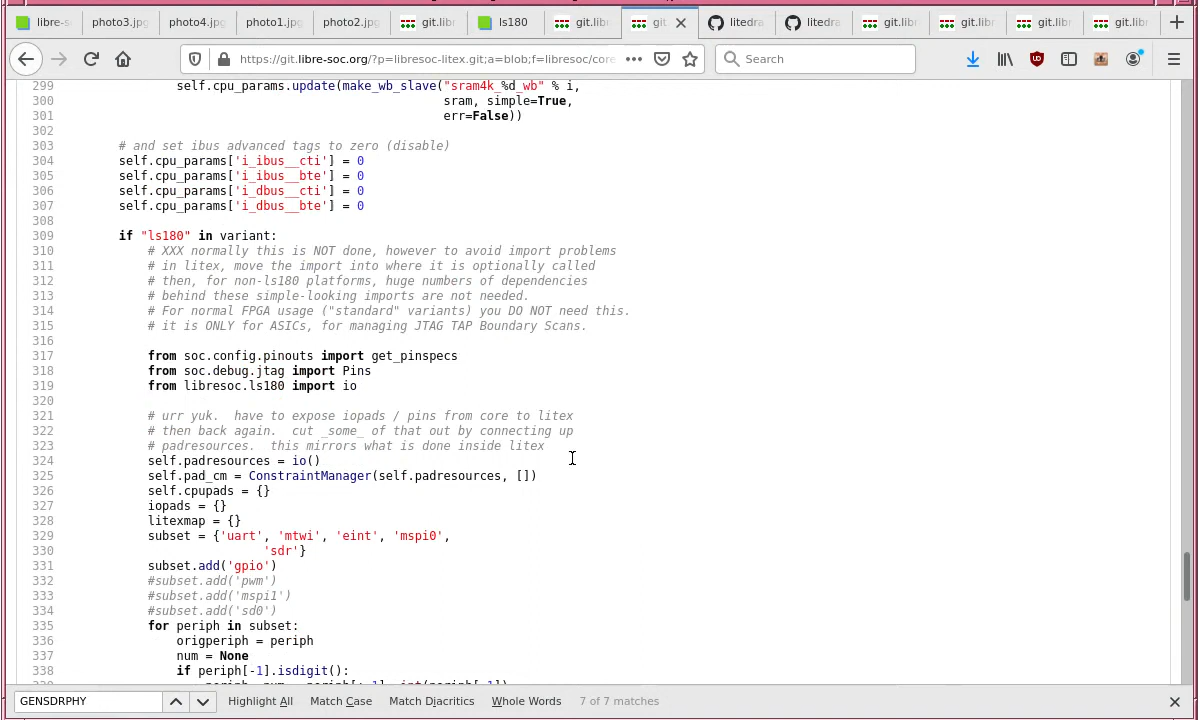 libre-s
photo3.jpg
photo4.jpg
photo1.jpg
photo2.jpg
git.libr
ls180
git.libr
git
litedra
litedra
git.libr
git.libr
git.libr
git.libr
https://git.libre-soc.org/?p=libresoc-litex.git;a=blob;f=libresoc/core
Search
299 self.cpu_params.update(make_wb_slave("sram4k_%d_wb" % i,
300 sram, simple=True,
301 err=False))
302
303 # and set ibus advanced tags to zero (disable)
304 self.cpu_params['i_ibus__cti'] = 0
305 self.cpu_params['i_ibus__bte'] = 0
306 self.cpu_params['i_dbus__cti'] = 0
307 self.cpu_params['i_dbus__bte'] = 0
308
309 if "ls180" in variant:
310 # XXX normally this is NOT done, however to avoid import problems
311 # in litex, move the import into where it is optionally called
312 # then, for non-ls180 platforms, huge numbers of dependencies
313 # behind these simple-looking imports are not needed.
314 # For normal FPGA usage ("standard" variants) you DO NOT need this.
315 # it is ONLY for ASICs, for managing JTAG TAP Boundary Scans.
316
317 from soc.config.pinouts import get_pinspecs
318 from soc.debug.jtag import Pins
319 from libresoc.ls180 import io
320
321 # urr yuk. have to expose iopads / pins from core to litex
322 # then back again. cut _some_ of that out by connecting up
323 # padresources. this mirrors what is done inside litex
324 self.padresources = io()
325 self.pad_cm = ConstraintManager(self.padresources, [])
326 self.cpupads = {}
327 iopads = {}
328 litexmap = {}
329 subset = {'uart', 'mtwi', 'eint', 'mspi0',
330 'sdr'}
331 subset.add('gpio')
332 #subset.add('pwm')
333 #subset.add('mspi1')
334 #subset.add('sd0')
335 for periph in subset:
336 origperiph = periph
337 num = None
338 if periph[-1].isdigit():
GENSDRPHY
Highlight All
Match Case
Match Diacritics
Whole Words
7 of 7 matches